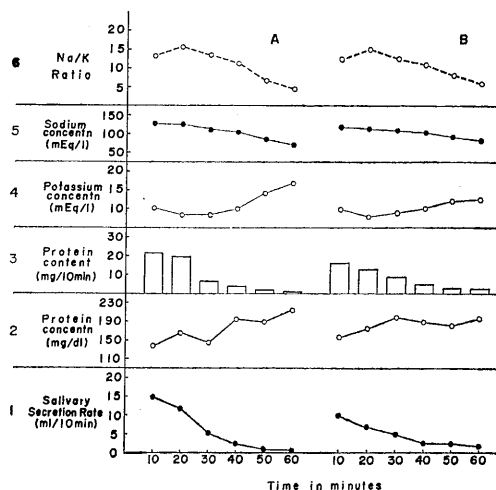 A B
6 Na/K Ratio 20 15 10 5
5 Sodium concentn (mEq/l) 150 100 50
4 Potassium concentn (mEq/l) 20 15 10
3 Protein content (mg/10min) 30 20 10
2 Protein concentn (mg/dl) 230 190 150 110
1 Salivary Secretion Rate (ml/10min) 20 15 10 5 0
10 20 30 40 50 60 10 20 30 40 50 60
Time in minutes